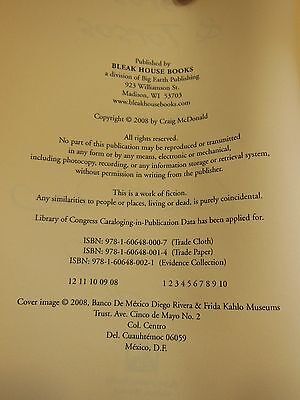 Published by
BLEAK HOUSE BOOKS
a division of Big Earth Publishing
923 Williamson St.
Madison, WI 53703
www.bleakhousebooks.com
Copyright © 2008 by Craig McDonald
All rights reserved.
No part of this publication may be reproduced or transmitted
in any form or by any means, electronic or mechanical,
including photocopy, recording, or any information storage or retrieval system,
without permission in writing from the publisher.
This is a work of fiction.
Any similarities to people or places, living or dead, is purely coincidental.
Library of Congress Cataloging-in-Publication Data has been applied for.
ISBN: 978-1-60648-000-7 (Trade Cloth)
ISBN: 978-1-60648-001-4 (Trade Paper)
ISBN: 978-1-60648-002-1 (Evidence Collection)
12 11 10 09 08 1 2 3 4 5 6 7 8 9 10
Cover image © 2008, Banco De México Diego Rivera & Frida Kahlo Museums
Trust. Ave. Cinco de Mayo No. 2
Col. Centro
Del. Cuauhtémoc 06059
México, D.F.